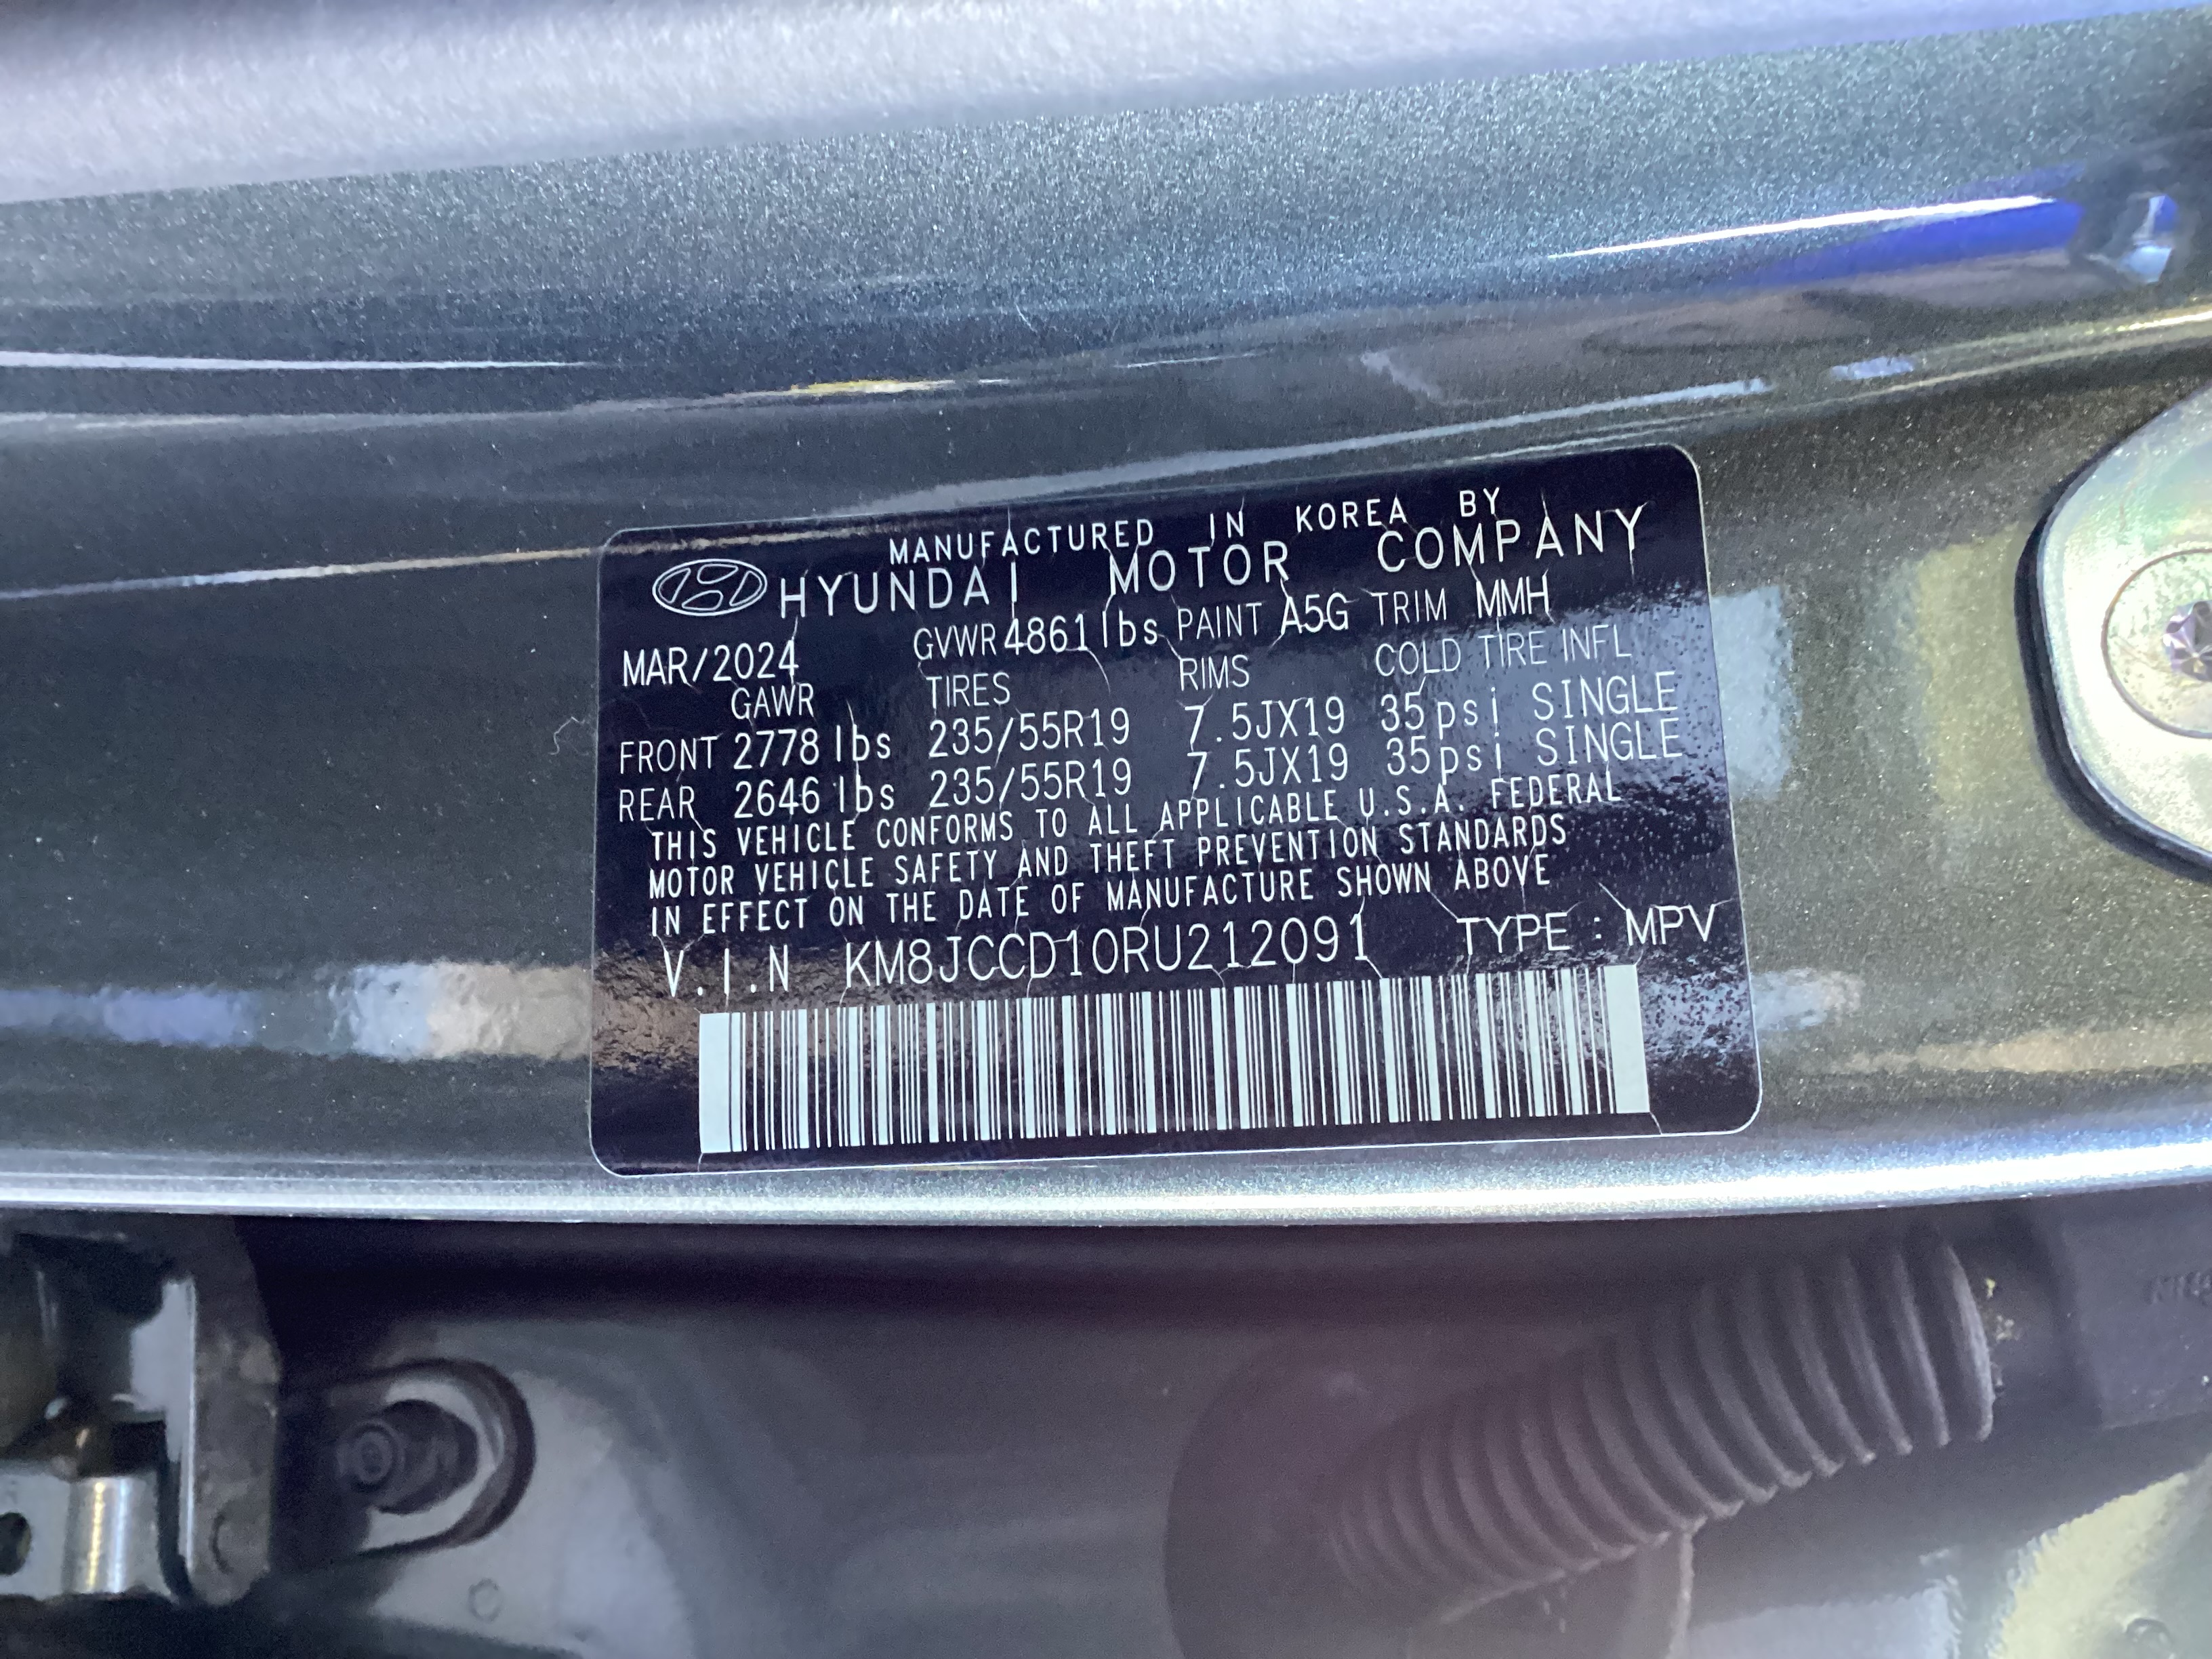 MANUFACTURED IN KOREA BY
HYUNDAI MOTOR COMPANY
MAR/2024 GVWR 4861 lbs PAINT A5G TRIM MMH
GAWR TIRES RIMS COLD TIRE INFL
FRONT 2778 lbs 235/55R19 7.5JX19 35psi SINGLE
REAR 2646 lbs 235/55R19 7.5JX19 35psi SINGLE
THIS VEHICLE CONFORMS TO ALL APPLICABLE U.S.A. FEDERAL
MOTOR VEHICLE SAFETY AND THEFT PREVENTION STANDARDS
IN EFFECT ON THE DATE OF MANUFACTURE SHOWN ABOVE
V.I.N KM8JCCD10RU212091 TYPE : MPV